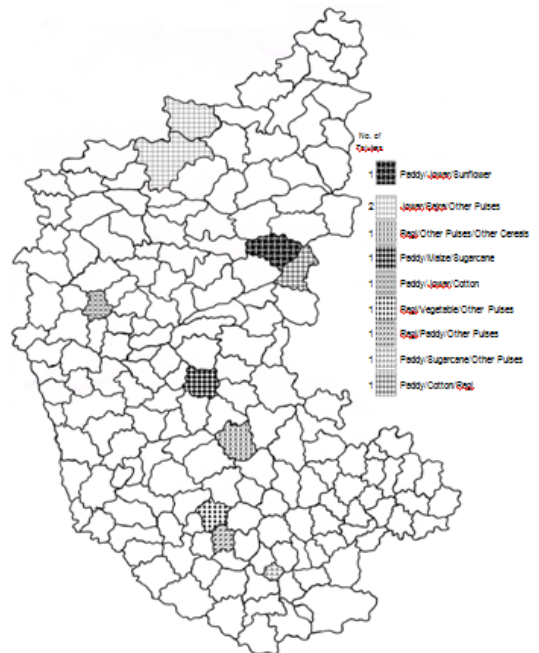 No. of
Taluks
1 Paddy/Jowar/Sunflower
2 Jowar/Bajra/Other Pulses
1 Ragi/Other Pulses/Other Cereals
1 Paddy/Maize/Sugarcane
1 Paddy/Jowar/Cotton
1 Ragi/Vegetable/Other Pulses
1 Ragi/Paddy/Other Pulses
1 Paddy/Sugarcane/Other Pulses
1 Paddy/Cotton/Ragi